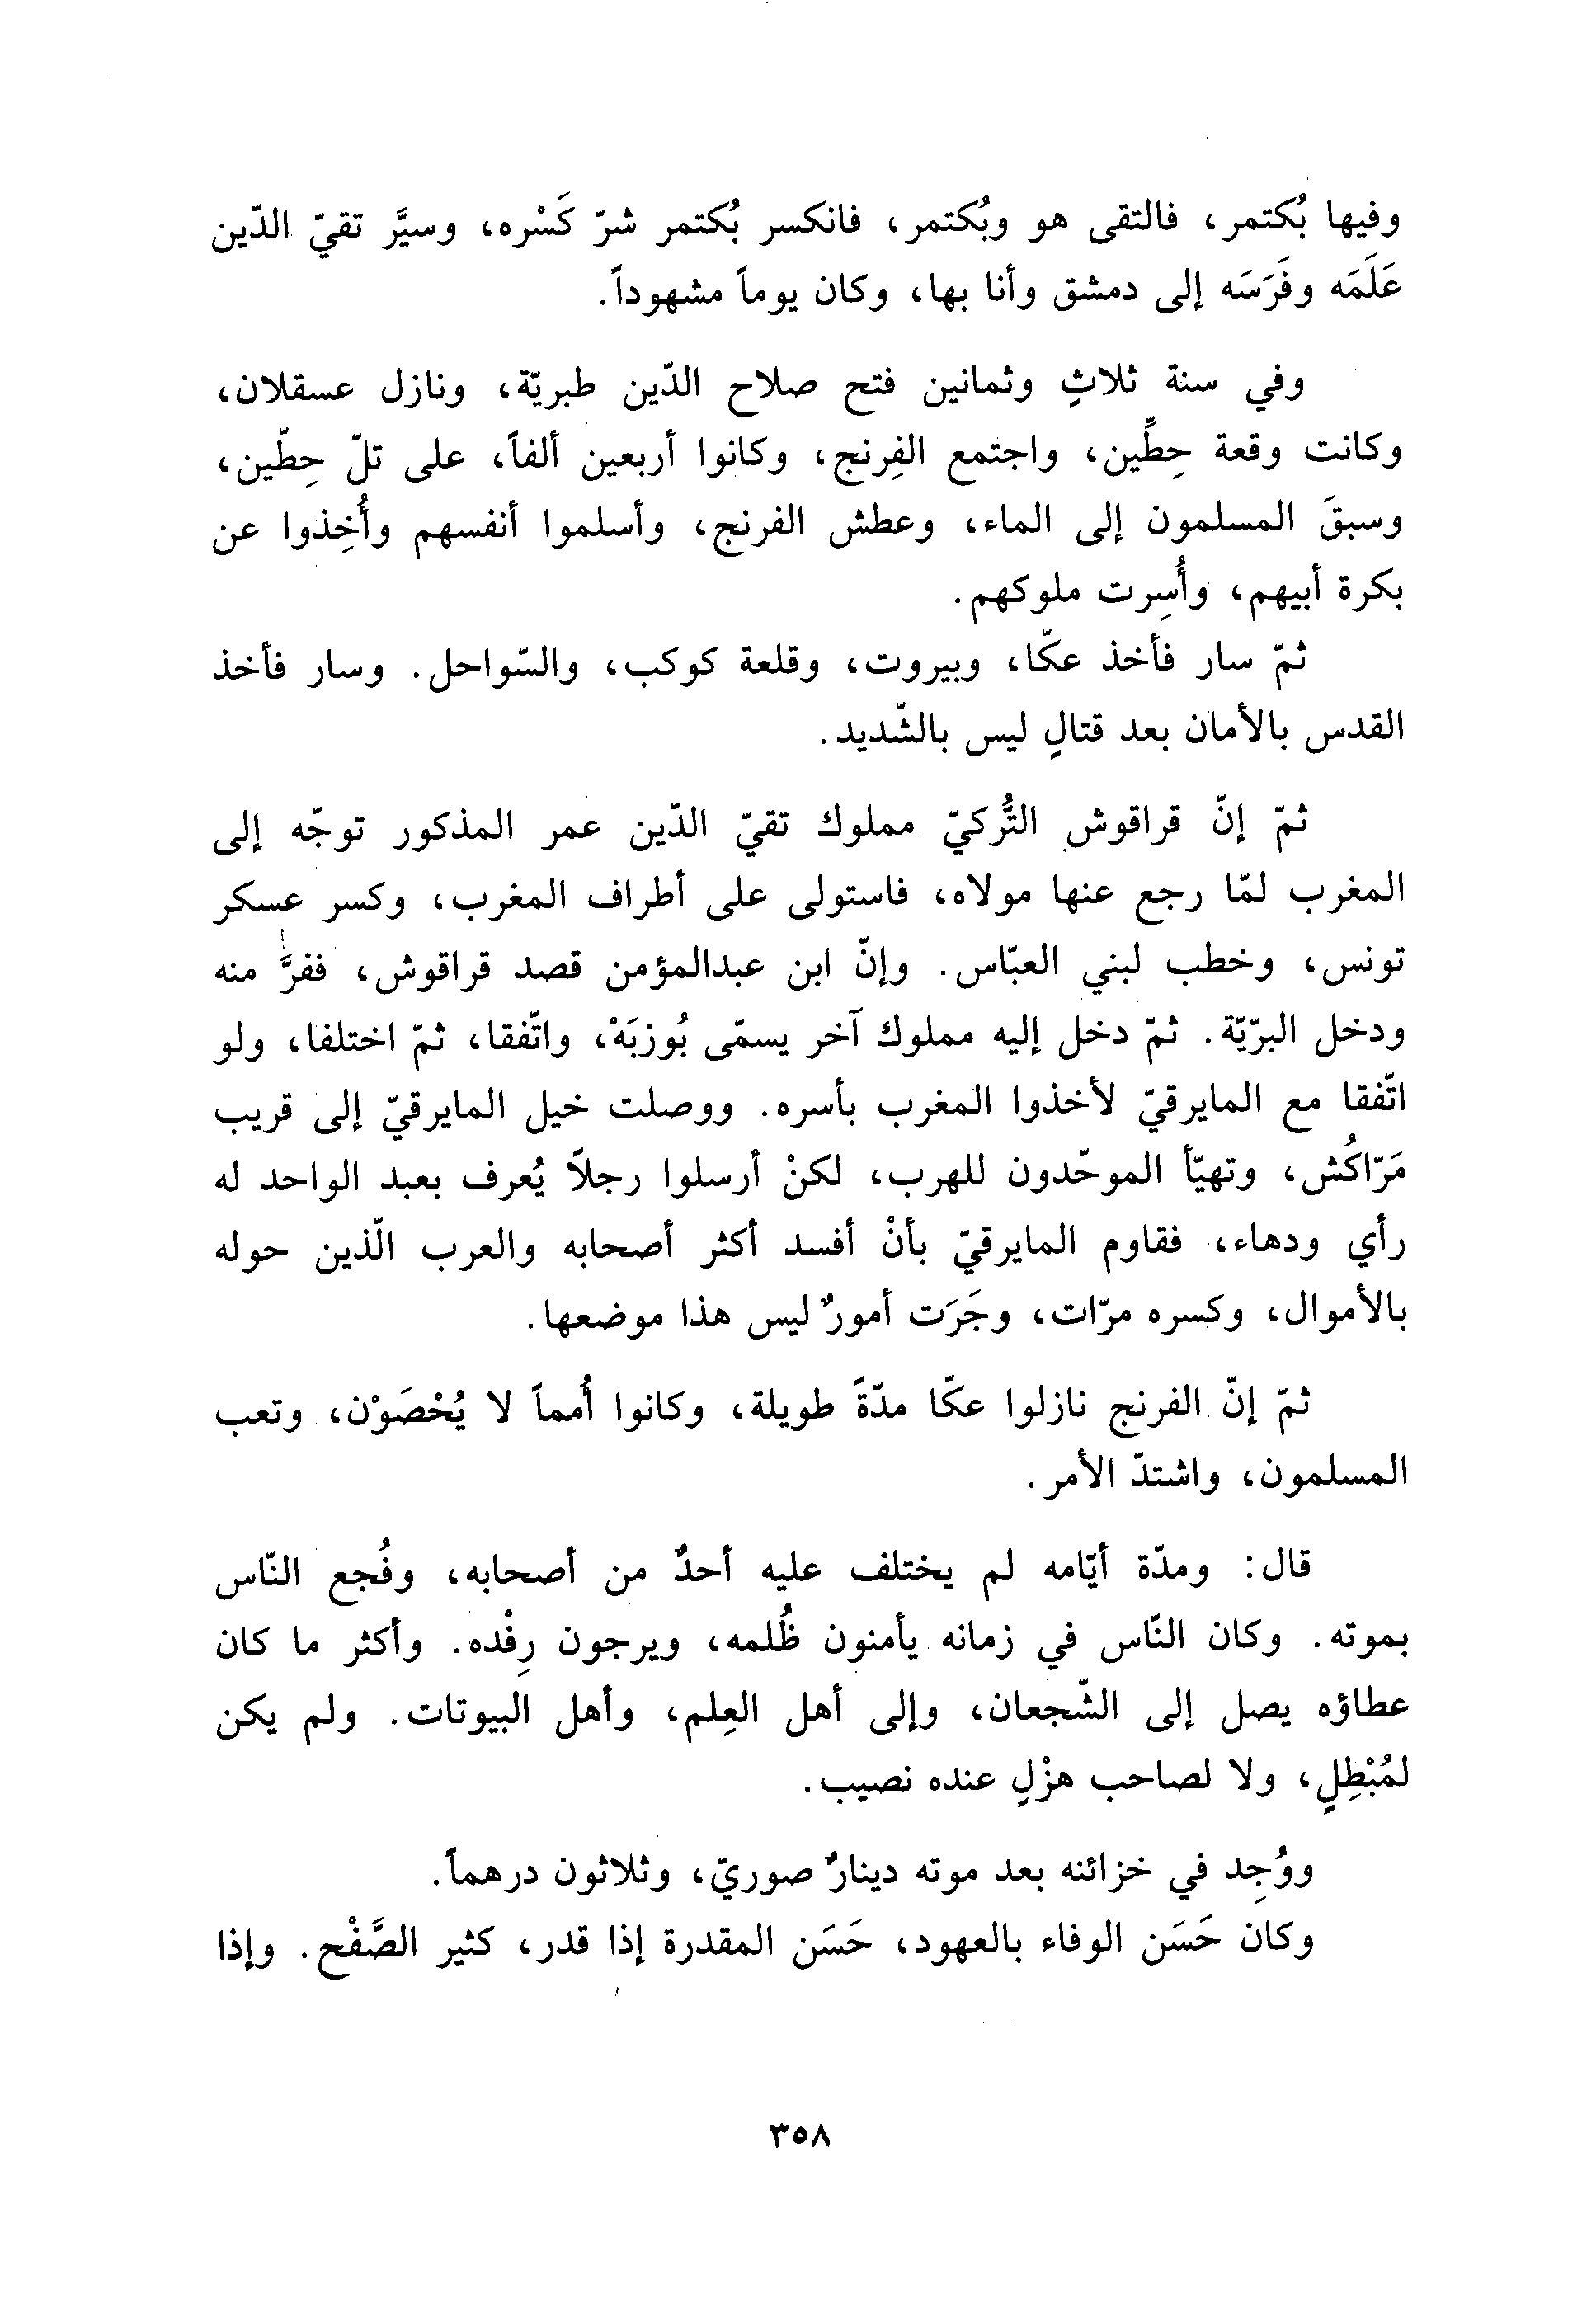 وفيها بُكتمر، فالتقى هو وبُكتمر، فانكسر بُكتمر شرّ كَسْره، وسيَّر تقيّ الدّين
عَلَمَه وفَرَسَه إلى دمشق وأنا بها، وكان يوماً مشهوداً.
وفي سنة ثلاثٍ وثمانين فتح صلاح الدّين طبريّة، ونازل عسقلان،
وكانت وقعة حِطِّين، واجتمع الفِرنج، وكانوا أربعين ألفاً، على تلّ حِطّين،
وسبقَ المسلمون إلى الماء، وعطش الفرنج، وأسلموا أنفسهم وأُخِذوا عن
بكرة أبيهم، وأُسِرت ملوكهم.
ثمّ سار فأخذ عكّا، وبيروت، وقلعة كوكب، والسّواحل. وسار فأخذ
القدس بالأمان بعد قتالٍ ليس بالشّديد.
ثمّ إنّ قراقوش التُّركيّ مملوك تقيّ الدّين عمر المذكور توجّه إلى
المغرب لمّا رجع عنها مولاه، فاستولى على أطراف المغرب، وكسر عسكر
تونس، وخطب لبني العبّاس. وإنّ ابن عبدالمؤمن قصد قراقوش، ففرَّ منه
ودخل البرّيّة. ثمّ دخل إليه مملوك آخر يسمّى بُوزبَهْ، واتّفقا، ثمّ اختلفا، ولو
اتّفقا مع المايرقيّ لأخذوا المغرب بأسره. ووصلت خيل المايرقيّ إلى قريب
مَرّاكُش، وتهيّأ الموحّدون للهرب، لكنْ أرسلوا رجلاً يُعرف بعبد الواحد له
رأي ودهاء، فقاوم المايرقيّ بأنْ أفسد أكثر أصحابه والعرب الّذين حوله
بالأموال، وكسره مرّات، وجَرَت أمورٌ ليس هذا موضعها.
ثمّ إنّ الفرنج نازلوا عكّا مدّةً طويلة، وكانوا أُمماً لا يُحْصَوْن، وتعب
المسلمون، واشتدّ الأمر.
قال: ومدّة أيّامه لم يختلف عليه أحدٌ من أصحابه، وفُجع النّاس
بموته. وكان النّاس في زمانه يأمنون ظُلمه، ويرجون رِفْده. وأكثر ما كان
عطاؤه يصل إلى الشّجعان، وإلى أهل العِلم، وأهل البيوتات. ولم يكن
لمُبْطِلٍ، ولا لصاحب هزْلٍ عنده نصيب.
ووُجِد في خزائنه بعد موته دينارٌ صوريّ، وثلاثون درهماً.
وكان حَسَن الوفاء بالعهود، حَسَن المقدرة إذا قدر، كثير الصَّفْح. وإذا
٣٥٨